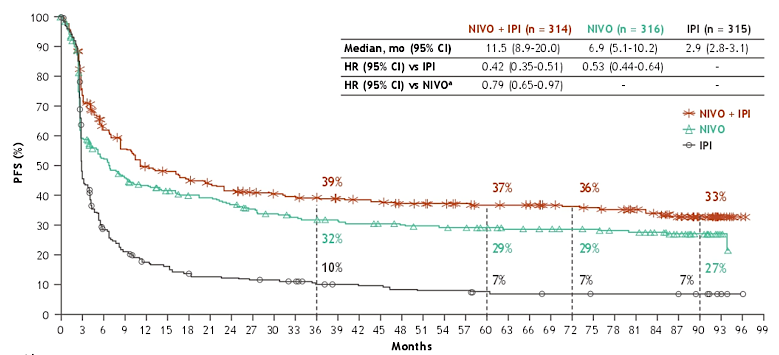 NIVO + IPI (n = 314) NIVO (n = 316) IPI (n = 315)
Median, mo (95% CI) 11.5 (8.9-20.0) 6.9 (5.1-10.2) 2.9 (2.8-3.1)
HR (95% CI) vs IPI 0.42 (0.35-0.51) 0.53 (0.44-0.64) -
HR (95% CI) vs NIVOª 0.79 (0.65-0.97) - -
NIVO + IPI
NIVO
IPI
PFS (%)
100
90
80
70
60
50
40
30
20
10
0
39% 37% 36% 33%
32% 29% 29% 27%
10% 7% 7% 7%
0 3 6 9 12 15 18 21 24 27 30 33 36 39 42 45 48 51 54 57 60 63 66 69 72 75 78 81 84 87 90 93 96 99
Months